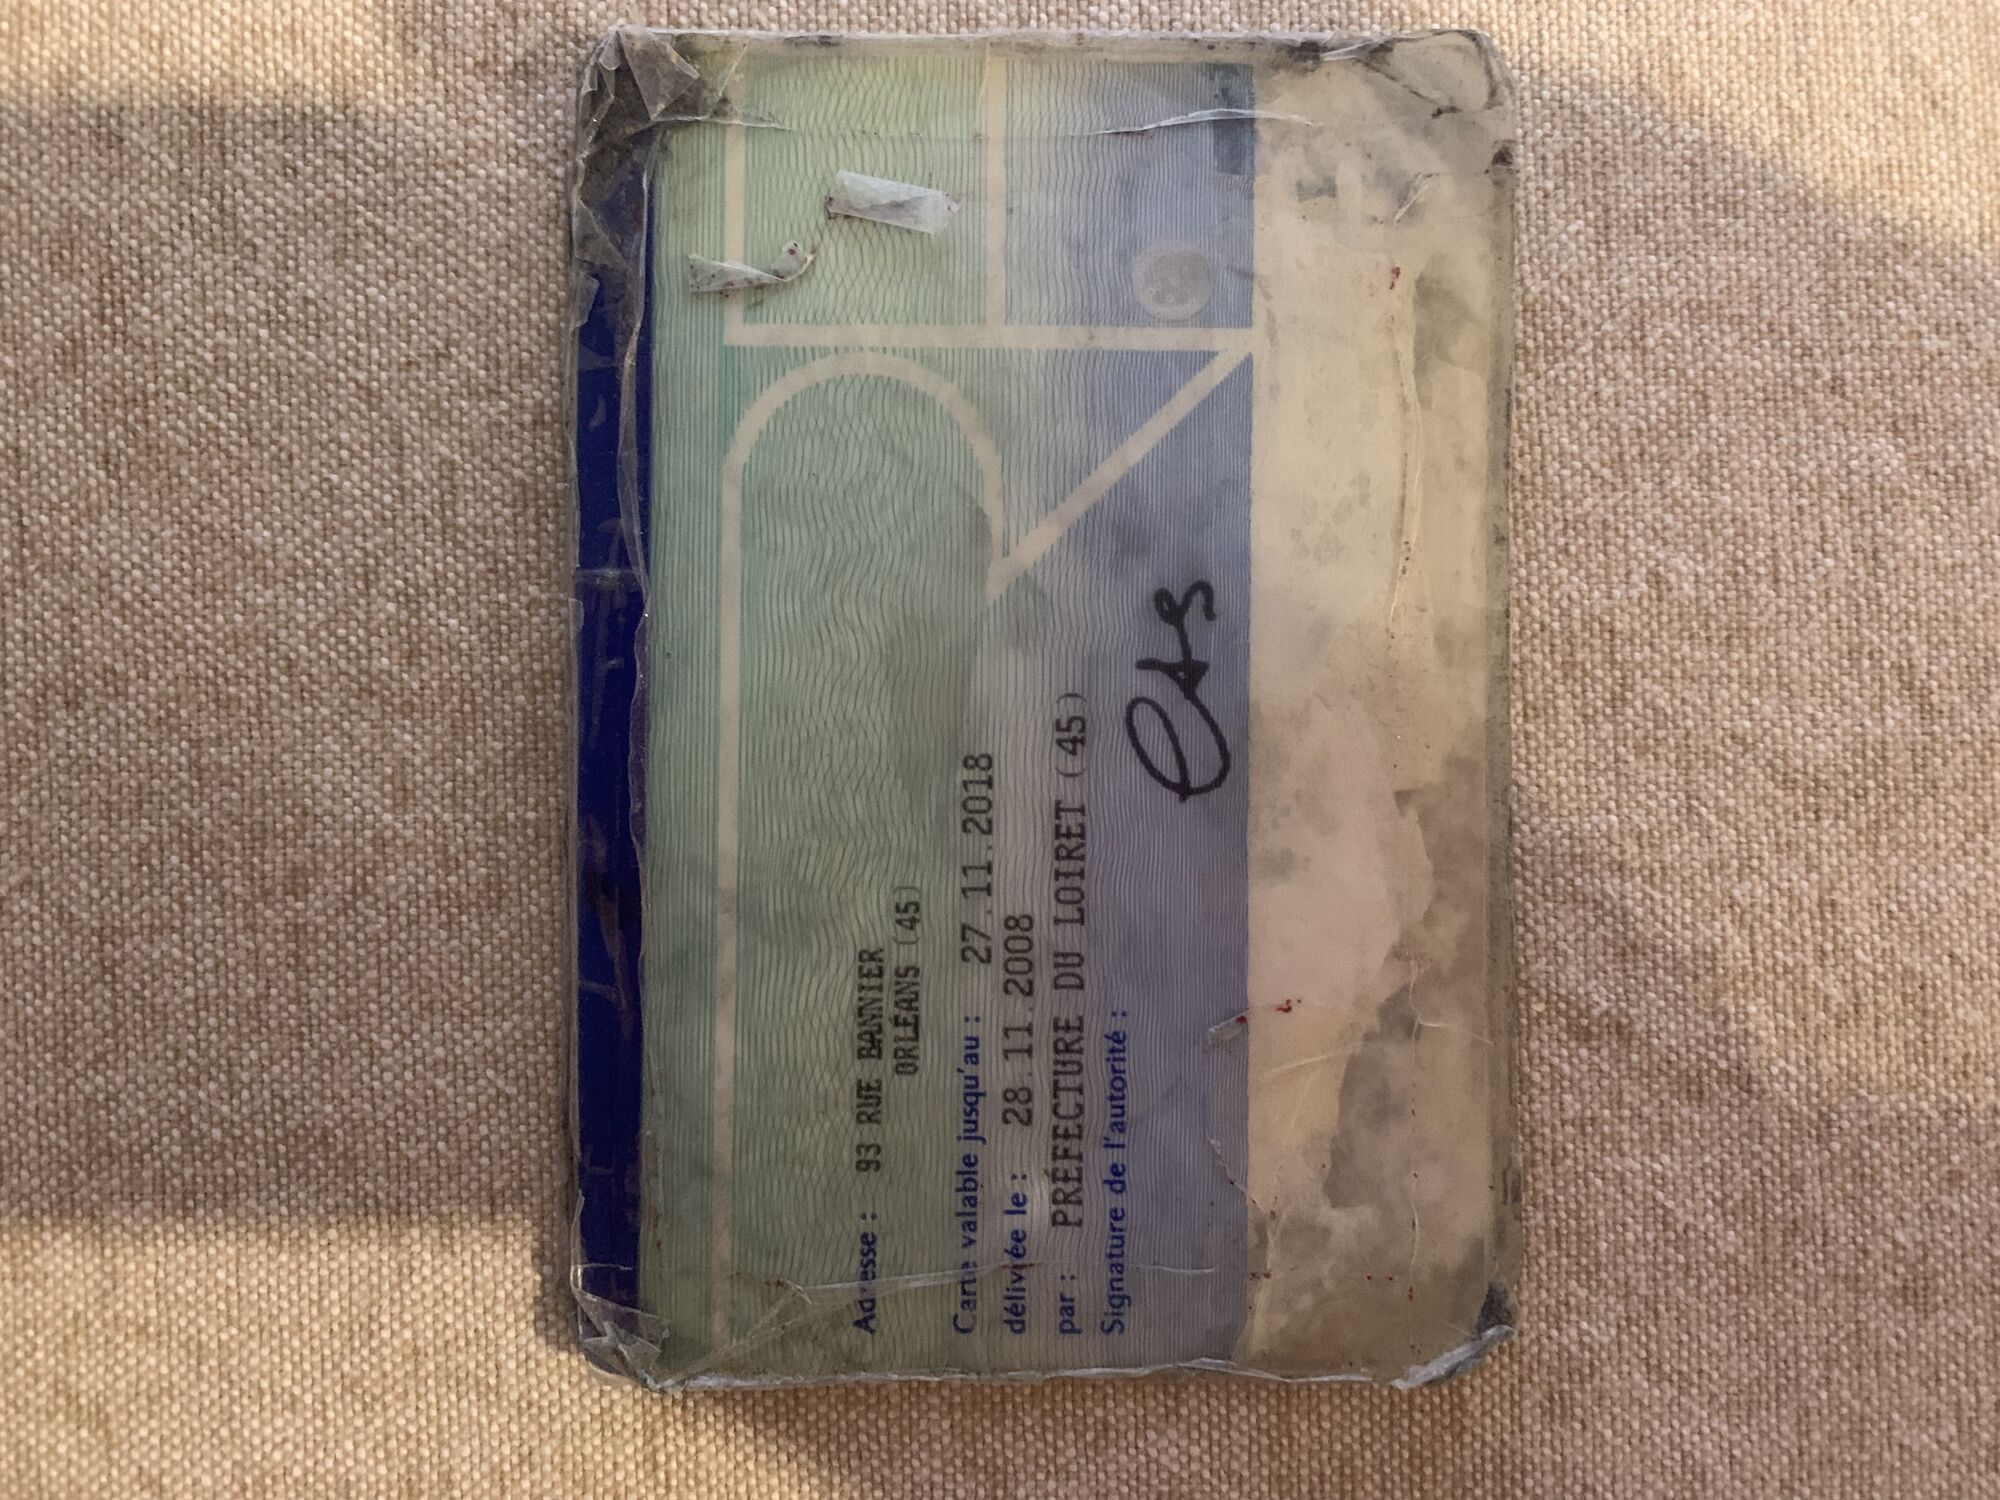 Adresse : 93 RUE BANNIER
ORLÉANS (45)
Carte valable jusqu'au : 27.11.2018
délivrée le : 28.11.2008
par : PRÉFECTURE DU LOIRET (45)
Signature de l'autorité :